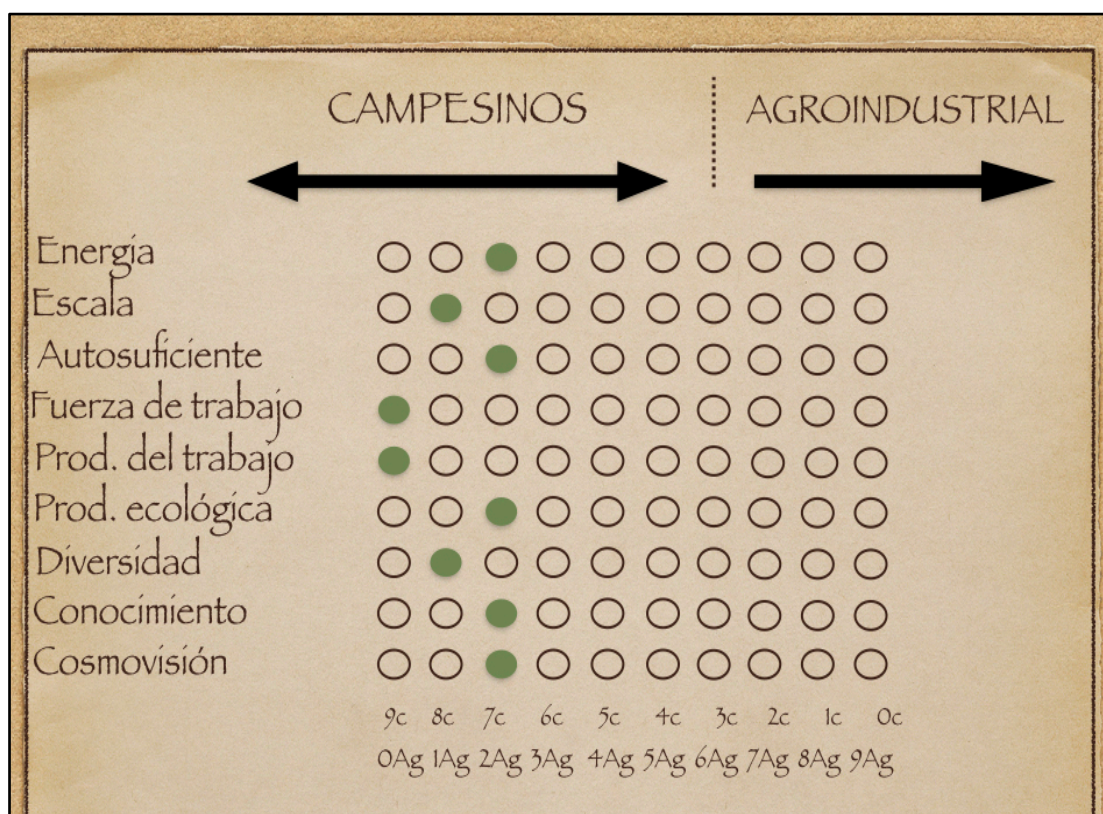 CAMPESINOS AGROINDUSTRIAL
Energía
Escala
Autosuficiente
Fuerza de trabajo
Prod. del trabajo
Prod. ecológica
Diversidad
Conocimiento
Cosmovisión
9c 8c 7c 6c 5c 4c 3c 2c 1c 0c
0Ag 1Ag 2Ag 3Ag 4Ag 5Ag 6Ag 7Ag 8Ag 9Ag